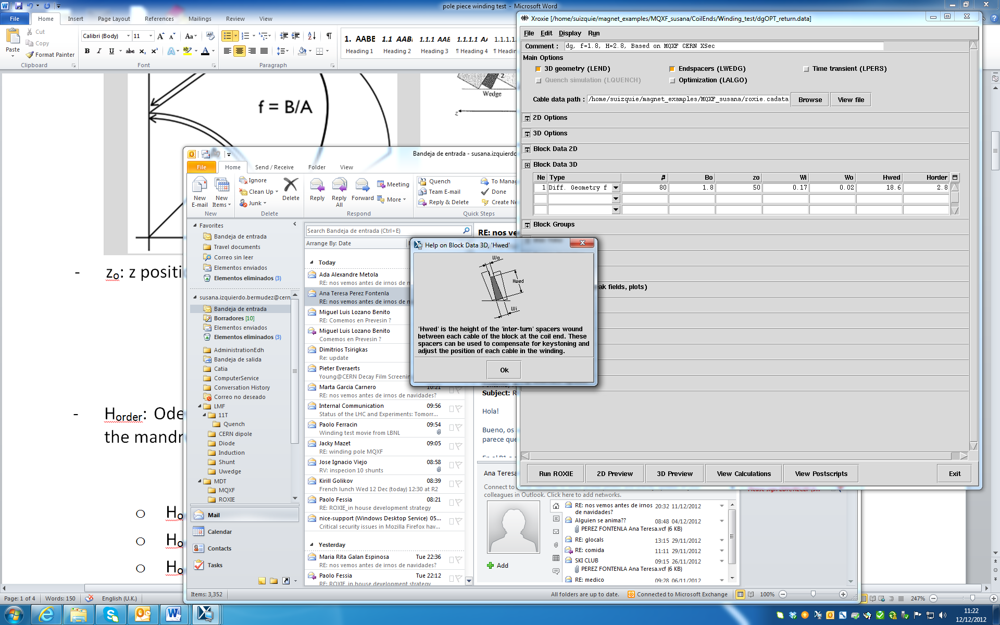 pole piece winding test - Microsoft Word
File Home Insert Page Layout References Mailings Review View
Paste
Cut
Copy
Format Painter
Clipboard
Calibri (Body) 11
Font
Paragraph
1. AABE 1.1 AABI 1.1.1 AAB 1.1.1.1 AA 1.1.1.1.
Heading 1 Heading 2 Heading 3 ¶ Heading 4 ¶ Headin
f = B/A
2
Wedge
z
- zo: z positi
- Horder: Ode
the mandr
o Ho
o Ho
o Ho
Page: 1 of 4 Words: 150 English (U.K.)
247%
Bandeja de entrada - susana.izquierdo
File Home Send / Receive Folder View
New E-mail
New Items
New
Ignore
Clean Up
Junk
Delete
Delete
Reply
Reply All
Forward
Meeting
More
Respond
Quench
Team E-mail
Reply & Delete
To Mana
Done
Create Ne
Quick Steps
Favorites
Bandeja de entrada
Travel documents
Correo sin leer
Elementos enviados
Elementos eliminados (3)
susana.izquierdo.bermudez@cern
Bandeja de entrada
Borradores [10]
Elementos enviados
Elementos eliminados (3)
AdministrationEdh
Bandeja de salida
Catia
ComputerService
Conversation History
Correo no deseado
LMF
11T
Quench
CERN dipole
Diode
Induction
Shunt
Uwedge
MDT
MQXF
ROXIE
Mail
Calendar
Contacts
Tasks
Items: 3,352
Search Bandeja de entrada (Ctrl+E)
Arrange By: Date
Today
Ada Alexandre Metola
RE: nos vemos antes de irnos de n
Ana Teresa Perez Fontenla
RE: nos vemos antes de irnos de n
Miguel Luis Lozano Benito
RE: Comemos en Prevesin ?
Miguel Luis Lozano Benito
Comemos en Prevesin ?
Dimitrios Tsirigkas
Re: update
Pieter Everaerts
Young@CERN Decay Film Screenin
Marta Garcia Carnero 10:21
RE: nos vemos antes de irnos de navidades?
Internal Communication 09:56
Status of the LHC and Experiments: Tomorr...
Paolo Ferracin 09:54
Winding test movie from LBNL
Jacky Mazet 09:05
RE: winding pole MQXF
Jose Ignacio Viejo 08:58
RV: inspecion 10 shunts
Kirill Golikov 08:39
French lunch Wed 12 Dec (today) 12:30 at R2
Paolo Fessia 08:21
RE: ROXIE_in house development strategy
nice-support (Windows Desktop Service) 05...
Critical security issues in Mozilla Firefox hav...
Yesterday
Maria Rita Galan Espinosa Tue 22:36
RE: nos vemos antes de irnos de navidades?
Paolo Fessia Tue 22:12
RE: ROXIE_in house development strategy
RE: nos ve
Subject: R
Hola!
Bueno, os
parece que
Ana Teresa
Connect to
colleagues in Outlook. Click here to add networks.
Add
RE: nos vemos antes de irnos de navidades? 20:32 11/12/2012
Alguien se anima?? 08:48 04/12/2012
PEREZ FONTENLA Ana Teresa.vcf (6 KB)
RE: glocals 13:15 29/11/2012
RE: comida 11:11 29/11/2012
SKI CLUB 09:15 26/11/2012
PEREZ FONTENLA Ana Teresa.vcf (6 KB)
RE: medico 09:28 06/11/2012
All folders are up to date. Connected to Microsoft Exchange 100%
Help on Block Data 3D, 'Hwed'
Wo
Hwed
Wi
'Hwed' is the height of the 'inter-turn' spacers wound
between each cable of the block at the coil end. These
spacers can be used to compensate for keystoning and
adjust the position of each cable in the winding.
Ok
Xroxie [/home/suizquie/magnet_examples/MQXF_susana/CoilEnds/Winding_test/dgOPT_return.data]
File Edit Display Run
Comment : dg, f=1.8, H=2.8, Based on MQXF CERN XSec
Main Options
3D geometry (LEND) Endspacers (LWEDG) Time transient (LPERS)
Quench simulation (LQUENCH) Optimization (LALGO)
Cable data path : /home/suizquie/magnet_examples/MQXF_susana/roxie.cadata Browse View file
2D Options
3D Options
Block Data 2D
Block Data 3D
Ne Type β Bo zo Wi Wo Hwed Horder
1 Diff. Geometry f 80 1.8 50 0.17 0.02 18.6 2.8
Block Groups
ak fields, plots)
Run ROXIE 2D Preview 3D Preview View Calculations View Postscripts Exit
11:22
12/12/2012